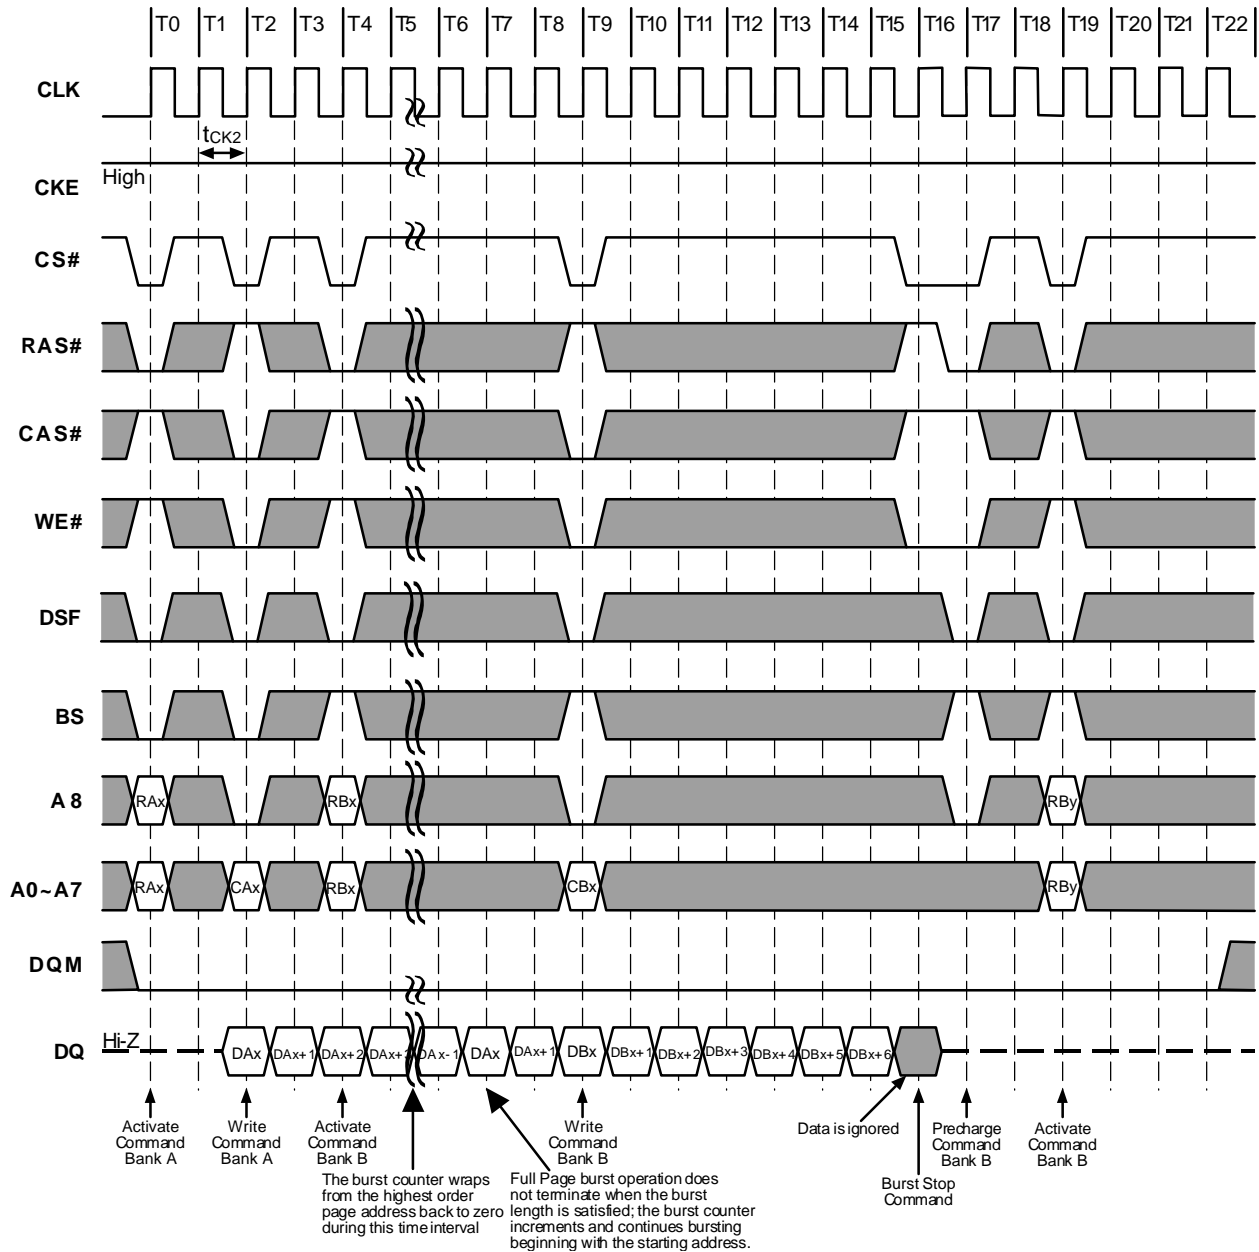 T0 T1 T2 T3 T4 T5 T6 T7 T8 T9 T10 T11 T12 T13 T14 T15 T16 T17 T18 T19 T20 T21 T22
CLK
tCK2
High
CKE
CS#
RAS#
CAS#
WE#
DSF
BS
A8 RAx RBx RBy
A0~A7 RAx CAx RBx CBx RBy
DQM
Hi-Z
DQ DAx DAx+1 DAx+2 DAx+3 DAx-1 DAx DAx+1 DBx DBx+1 DBx+2 DBx+3 DBx+4 DBx+5 DBx+6
Activate
Command
Bank A
Write
Command
Bank A
Activate
Command
Bank B
The burst counter wraps
from the highest order
page address back to zero
during this time interval
Full Page burst operation does
not terminate when the burst
length is satisfied; the burst counter
increments and continues bursting
beginning with the starting address.
Write
Command
Bank B
Data is ignored
Burst Stop
Command
Precharge
Command
Bank B
Activate
Command
Bank B